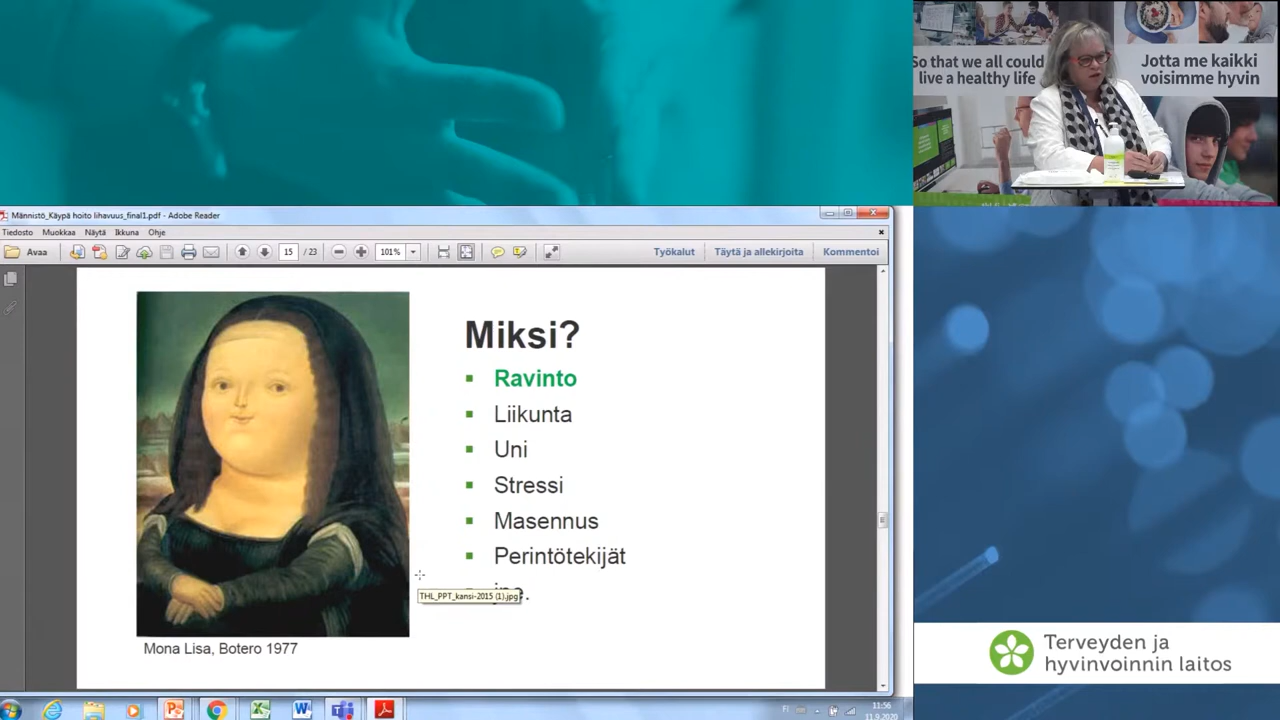 So that we all could
live a healthy life
Jotta me kaikki
voisimme hyvin
Männistö_Käypä hoito lihavuus_final1.pdf - Adobe Reader
Tiedosto Muokkaa Näytä Ikkuna Ohje
Avaa 15 / 23 101% Työkalut Täytä ja allekirjoita Kommentoi
Miksi?
Ravinto
Liikunta
Uni
Stressi
Masennus
Perintötekijät
THL_PPT_kansi-2015 (1).jpg
Mona Lisa, Botero 1977
Terveyden ja
hyvinvoinnin laitos
FI 11:56
11.9.2020